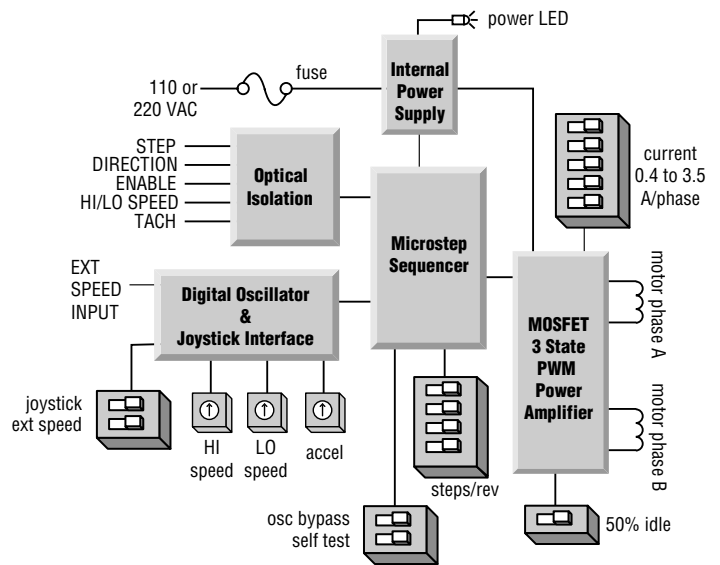 power LED
Internal
Power
Supply
fuse
110 or
220 VAC
STEP
DIRECTION
ENABLE
HI/LO SPEED
TACH
Optical
Isolation
current
0.4 to 3.5
A/phase
Microstep
Sequencer
EXT
SPEED
INPUT
Digital Oscillator
&
Joystick Interface
MOSFET
3 State
PWM
Power
Amplifier
motor phase A
motor phase B
joystick
ext speed
HI
speed
LO
speed
accel
steps/rev
osc bypass
self test
50% idle